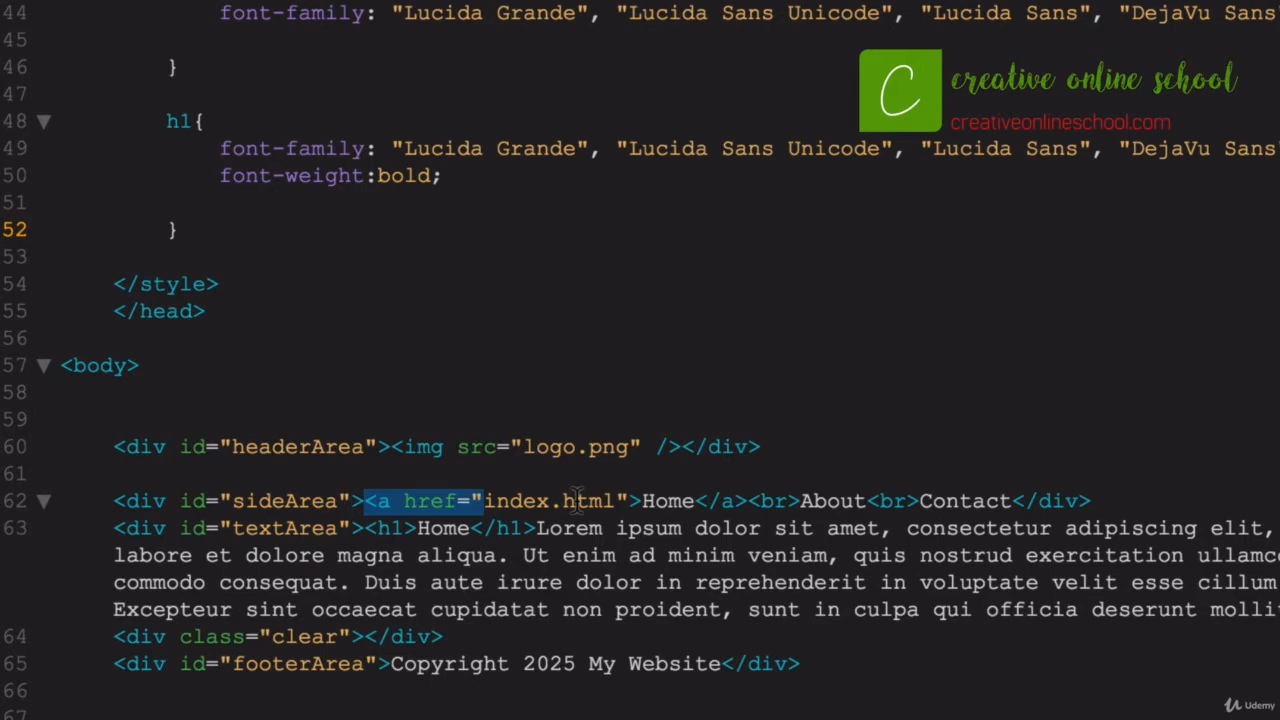 44 font-family: "Lucida Grande", "Lucida Sans Unicode", "Lucida Sans", "DejaVu Sans
45
46 }
47
48 h1{
49 font-family: "Lucida Grande", "Lucida Sans Unicode", "Lucida Sans", "DejaVu Sans
50 font-weight:bold;
51
52 }
53
54 </style>
55 </head>
56
57 <body>
58
59
60 <div id="headerArea"><img src="logo.png" /></div>
61
62 <div id="sideArea"><a href="index.html">Home</a><br>About<br>Contact</div>
63 <div id="textArea"><h1>Home</h1>Lorem ipsum dolor sit amet, consectetur adipiscing elit,
labore et dolore magna aliqua. Ut enim ad minim veniam, quis nostrud exercitation ullamco
commodo consequat. Duis aute irure dolor in reprehenderit in voluptate velit esse cillum
Excepteur sint occaecat cupidatat non proident, sunt in culpa qui officia deserunt molli
64 <div class="clear"></div>
65 <div id="footerArea">Copyright 2025 My Website</div>
66
67
C creative online school
creativeonlineschool.com
Udemy